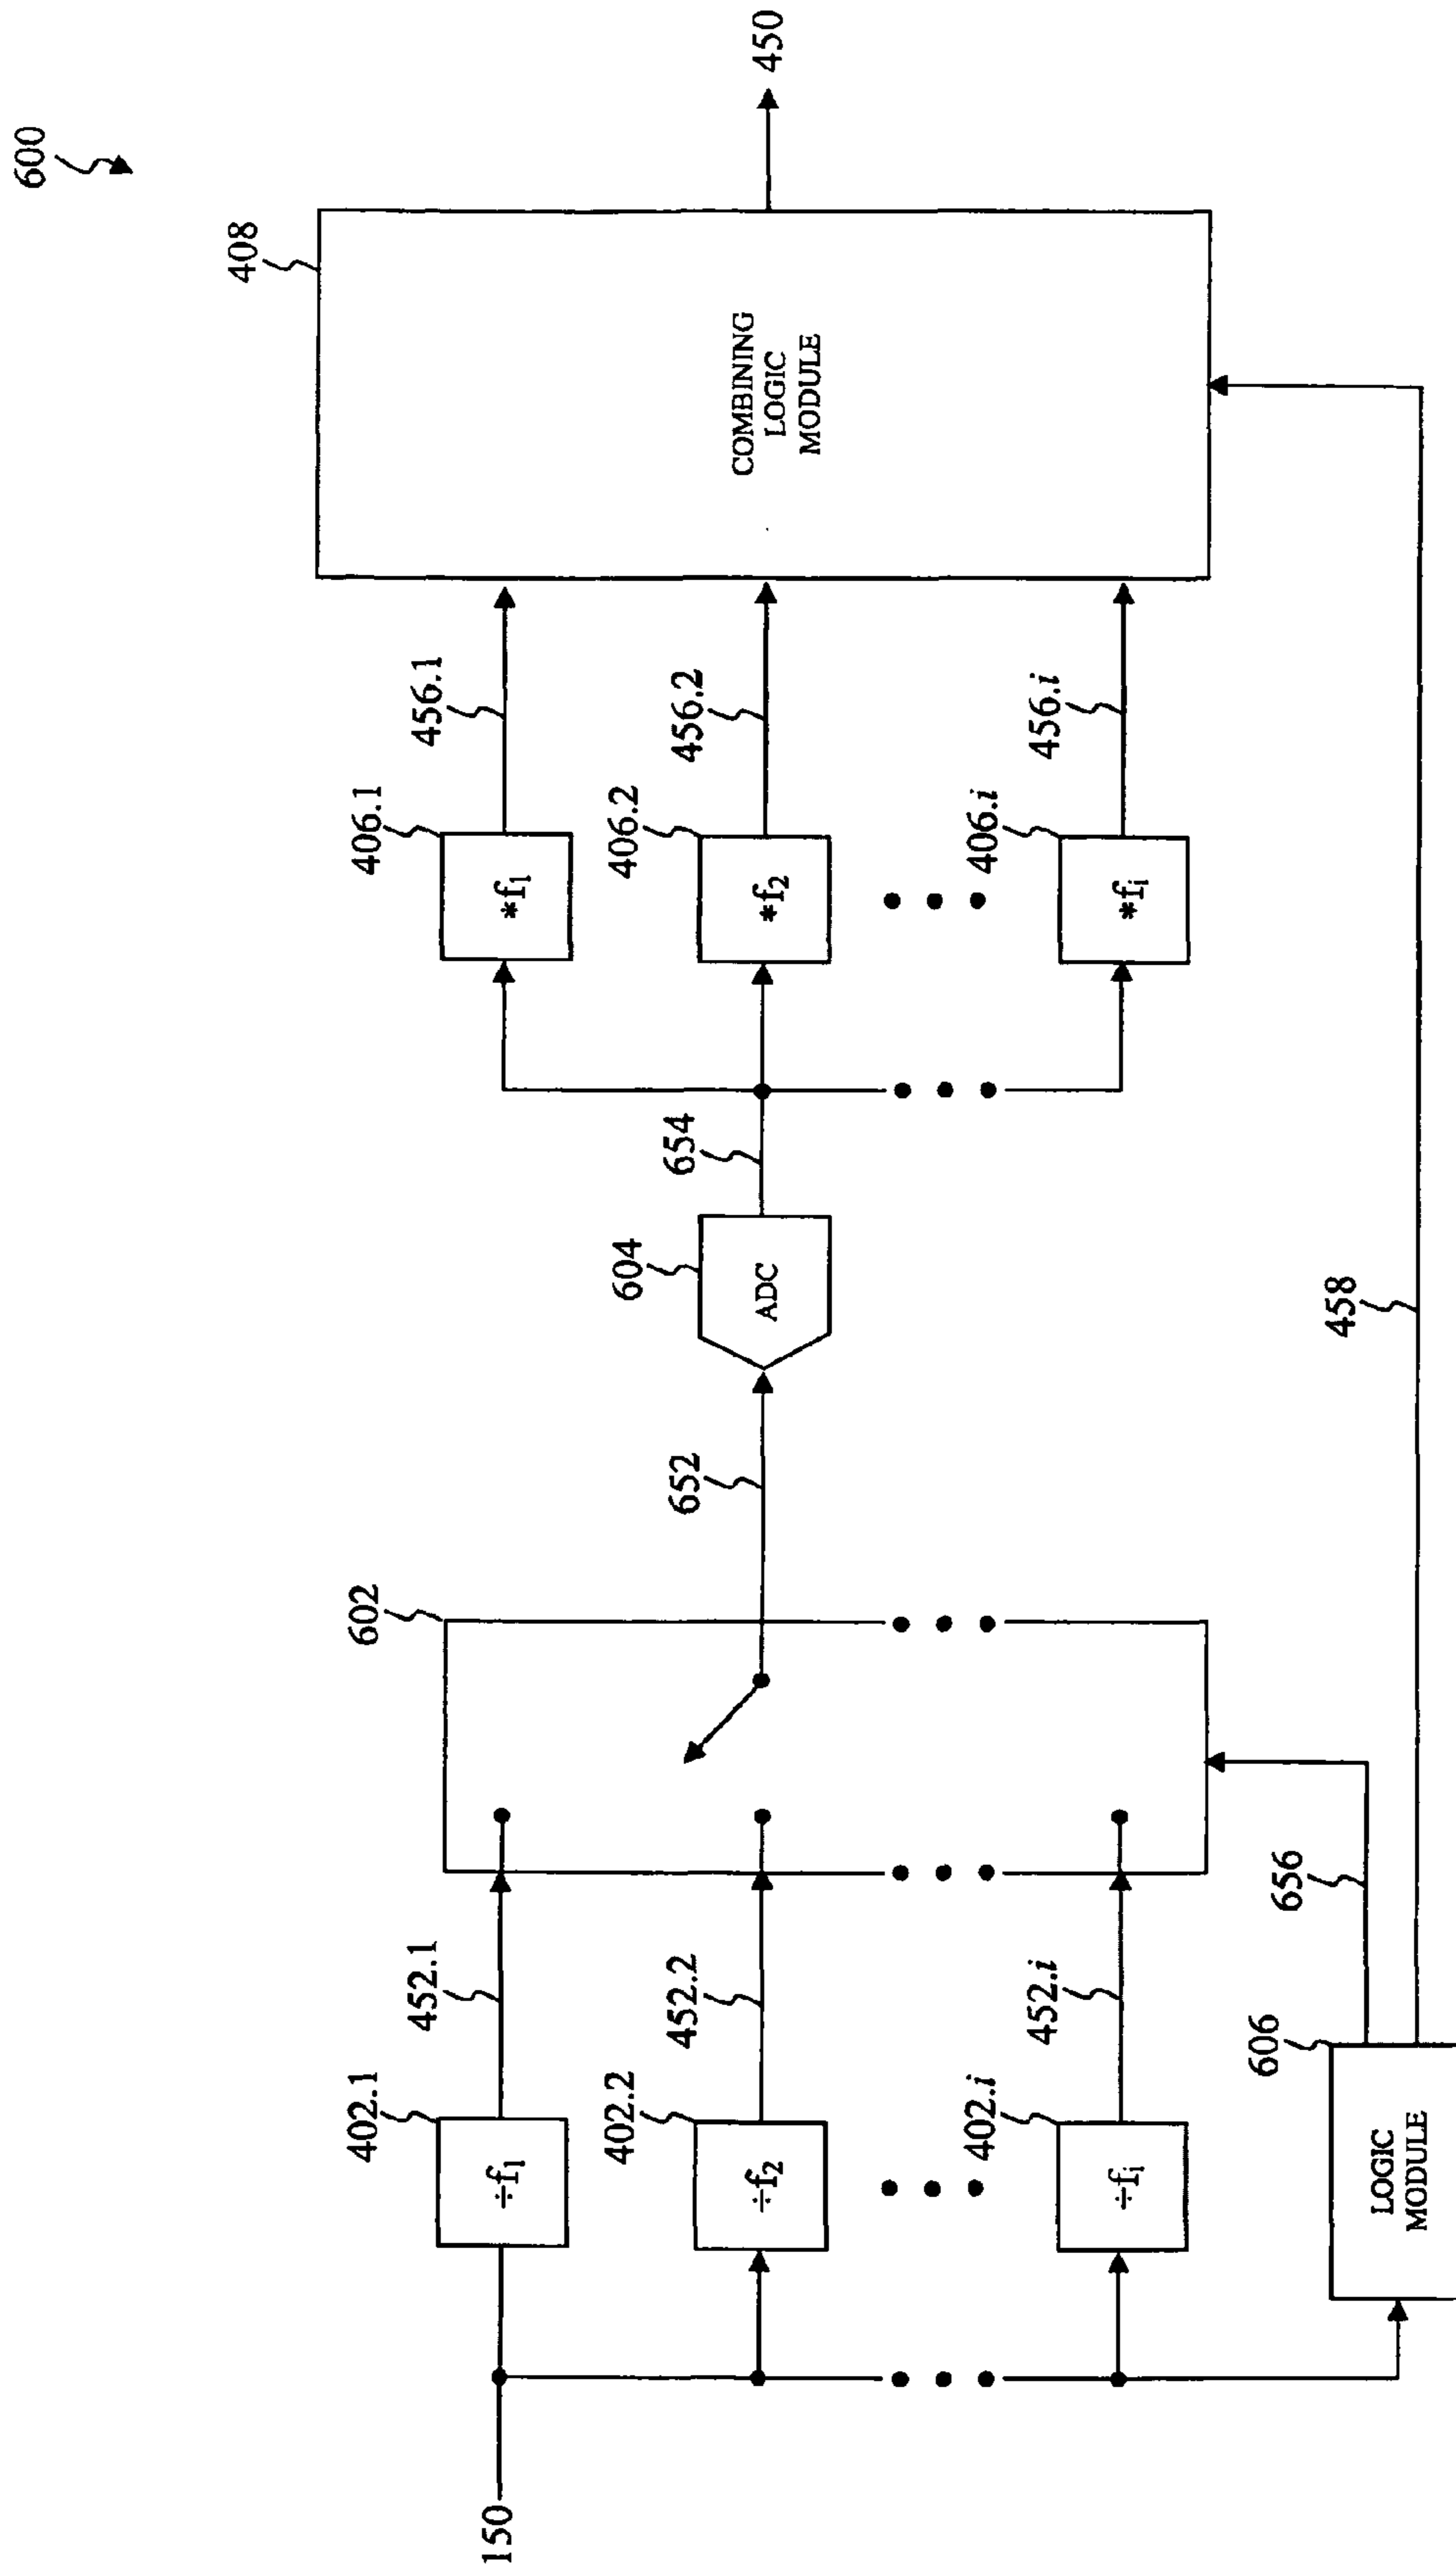 600
408
COMBINING
LOGIC
MODULE
450
456.1
456.2
456.i
406.1
*f₁
406.2
*f₂
406.i
*fᵢ
654
604
ADC
458
652
602
656
452.1
452.2
452.i
606
LOGIC
MODULE
402.1
÷f₁
402.2
÷f₂
402.i
÷fᵢ
150